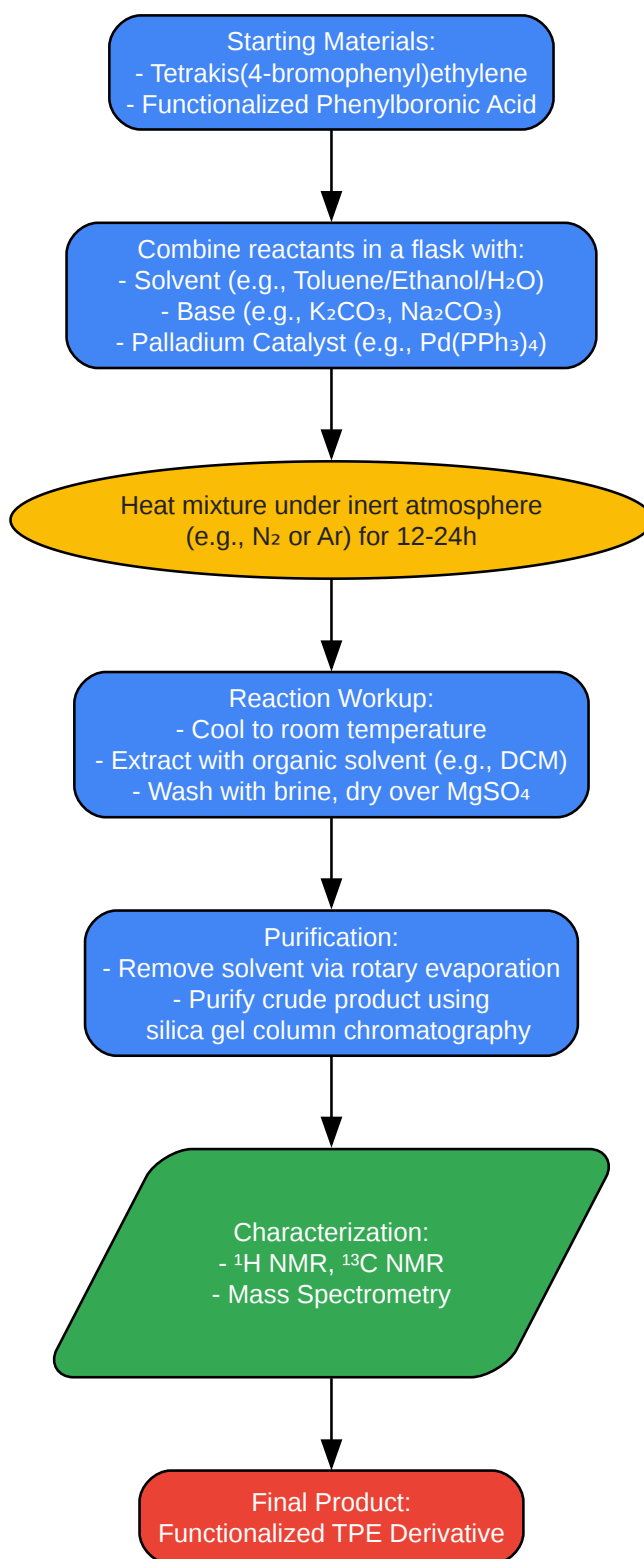 Starting Materials:
- Tetrakis(4-bromophenyl)ethylene
- Functionalized Phenylboronic Acid
Combine reactants in a flask with:
- Solvent (e.g., Toluene/Ethanol/H₂O)
- Base (e.g., K₂CO₃, Na₂CO₃)
- Palladium Catalyst (e.g., Pd(PPh₃)₄)
Heat mixture under inert atmosphere
(e.g., N₂ or Ar) for 12-24h
Reaction Workup:
- Cool to room temperature
- Extract with organic solvent (e.g., DCM)
- Wash with brine, dry over MgSO₄
Purification:
- Remove solvent via rotary evaporation
- Purify crude product using
silica gel column chromatography
Characterization:
- ¹H NMR, ¹³C NMR
- Mass Spectrometry
Final Product:
Functionalized TPE Derivative